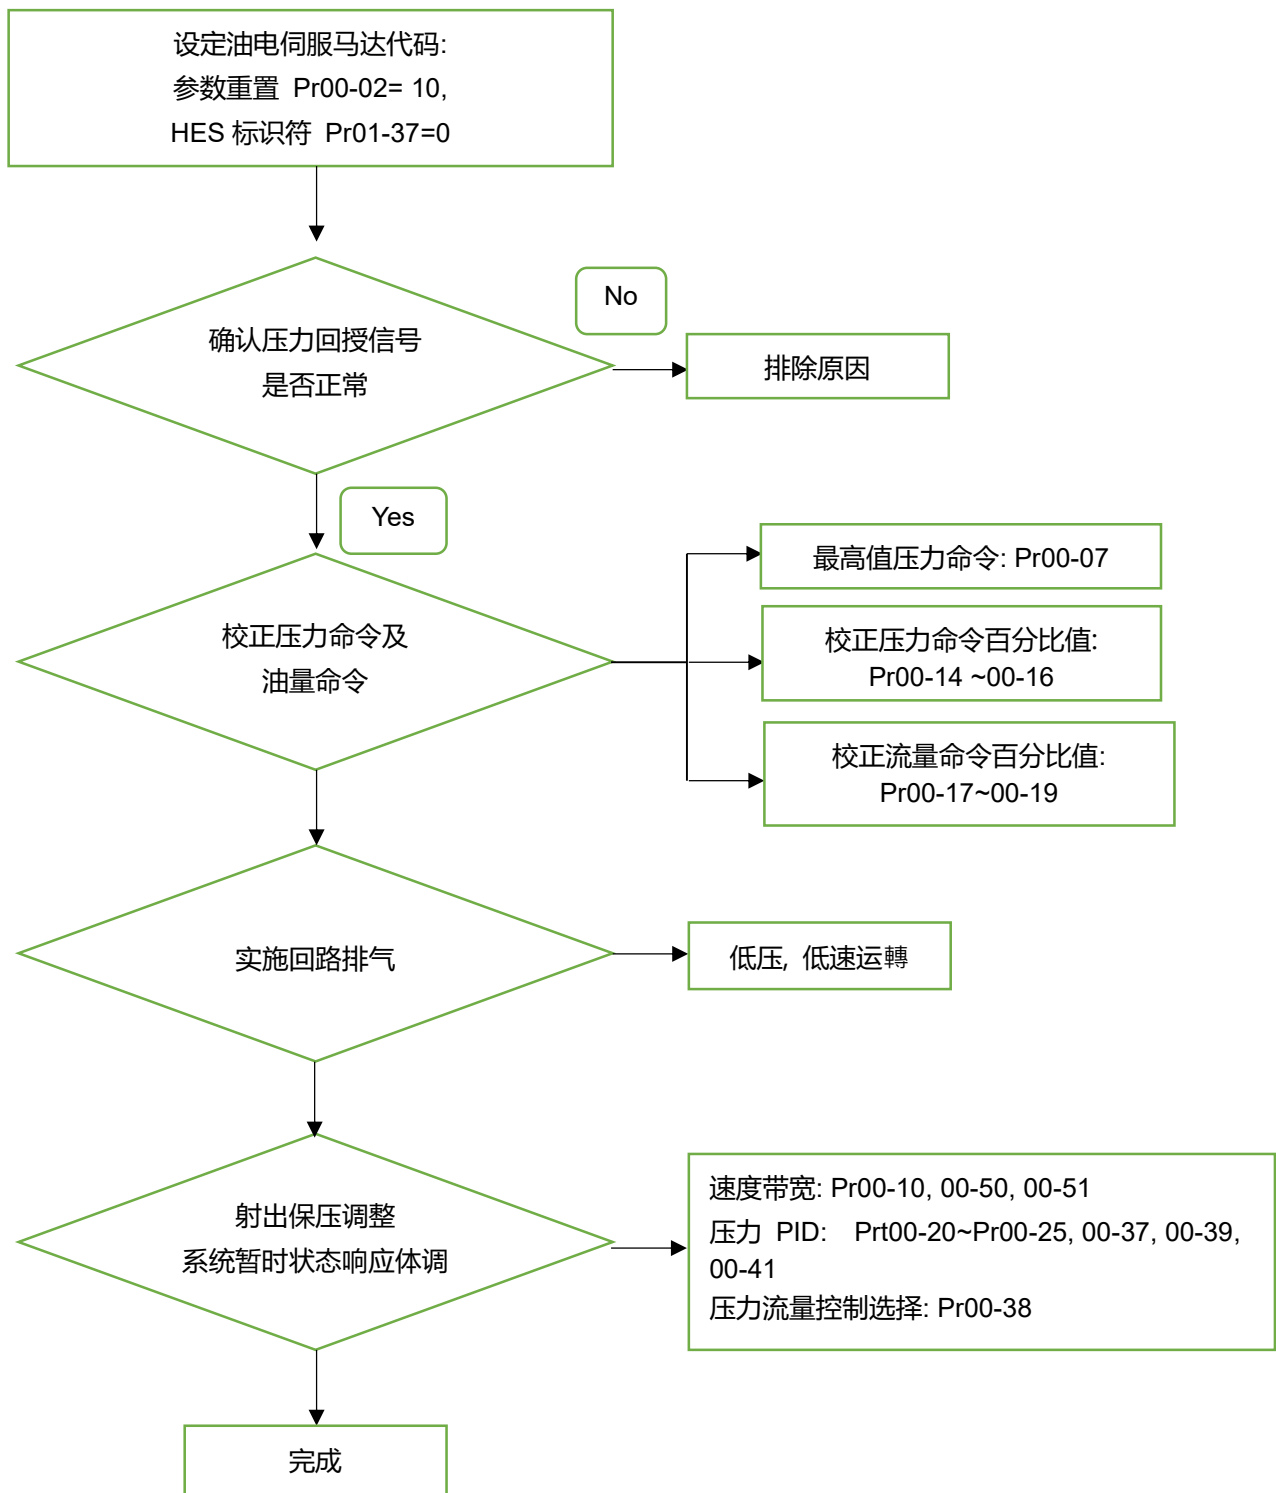 设定油电伺服马达代码:
参数重置 Pr00-02= 10,
HES 标识符 Pr01-37=0
确认压力回授信号
是否正常
No
排除原因
Yes
校正压力命令及
油量命令
最高值压力命令: Pr00-07
校正压力命令百分比值:
Pr00-14 ~00-16
校正流量命令百分比值:
Pr00-17~00-19
实施回路排气
低压, 低速运轉
射出保压调整
系统暂时状态响应体调
速度带宽: Pr00-10, 00-50, 00-51
压力 PID: Prt00-20~Pr00-25, 00-37, 00-39,
00-41
压力流量控制选择: Pr00-38
完成